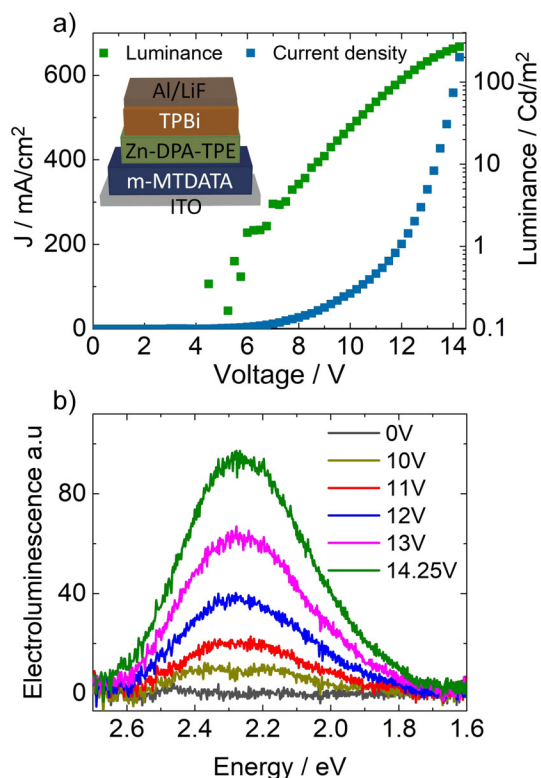 a)
Luminance
Current density
Al/LiF
TPBi
Zn-DPA-TPE
m-MTDATA
ITO
J / mA/cm²
600
400
200
0
Luminance / Cd/m²
100
10
1
0.1
0 2 4 6 8 10 12 14
Voltage / V
b)
0V
10V
11V
12V
13V
14.25V
Electroluminescence a.u
80
40
0
2.6 2.4 2.2 2.0 1.8 1.6
Energy / eV